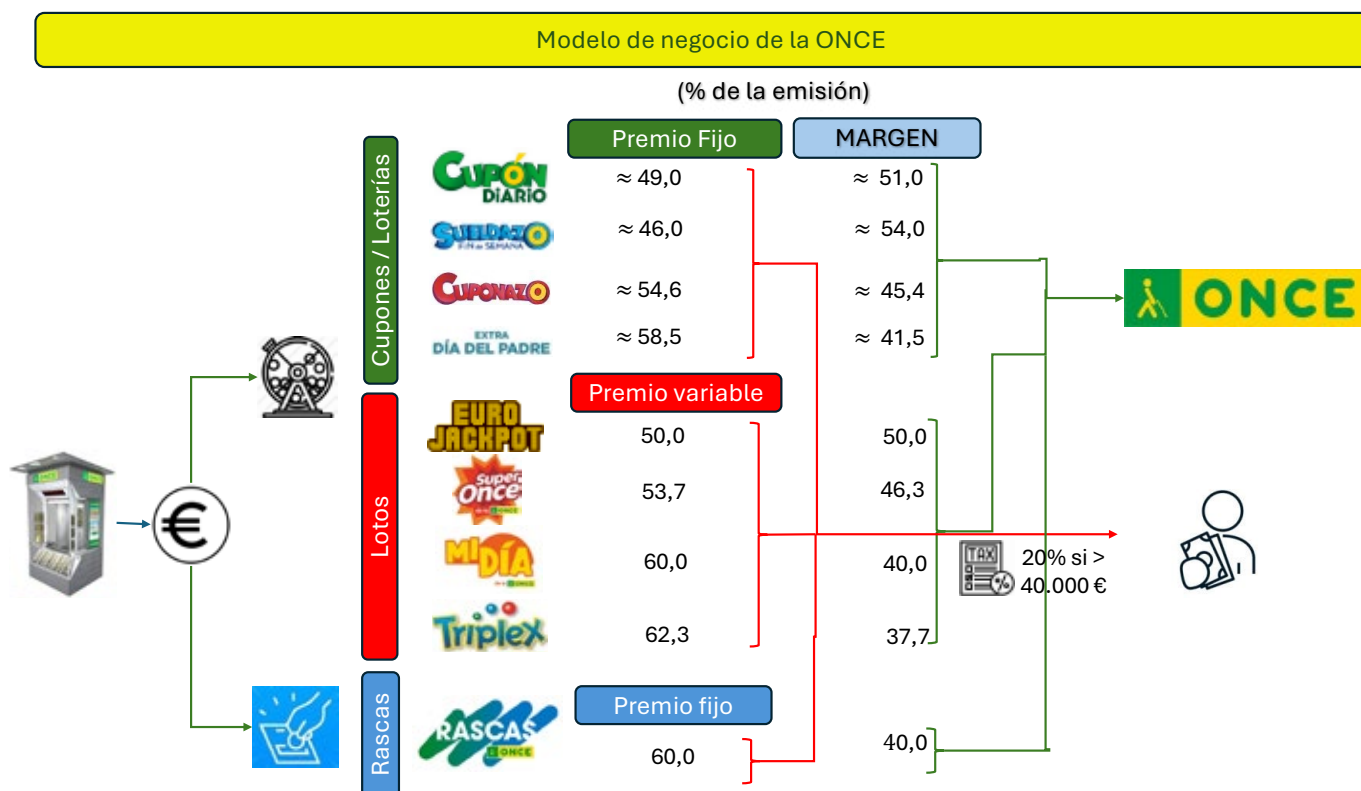 Modelo de negocio de la ONCE
(% de la emisión)
Premio Fijo
MARGEN
Cupones / Loterías
CUPÓN
DIARIO
≈ 49,0
≈ 51,0
SUELDAZO
FIN DE SEMANA
≈ 46,0
≈ 54,0
CUPONAZO
≈ 54,6
≈ 45,4
EXTRA
DÍA DEL PADRE
≈ 58,5
≈ 41,5
ONCE
Premio variable
Lotos
EURO
JACKPOT
50,0
50,0
Super
Once
53,7
46,3
€
MI DÍA
60,0
40,0
TAX
%
20% si >
40.000 €
Triplex
62,3
37,7
Rascas
Premio fijo
RASCAS
ONCE
60,0
40,0